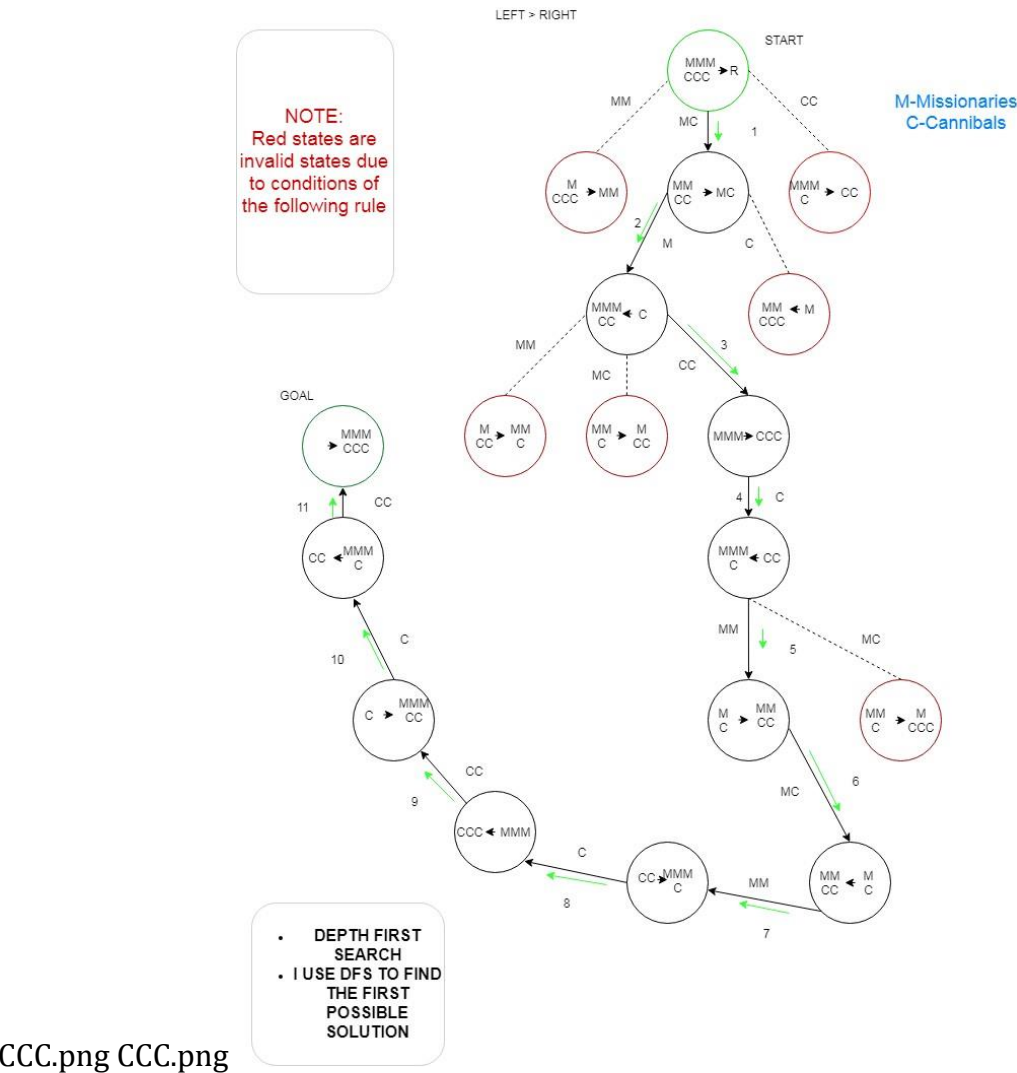 LEFT > RIGHT
START
MMM
CCC
R
M-Missionaries
C-Cannibals
NOTE:
Red states are
invalid states due
to conditions of
the following rule
MM
MC
1
CC
M
CCC
MM
MM
CC
MC
MMM
C
CC
2
M
C
MMM
CC
C
MM
CCC
M
MM
MC
CC
3
GOAL
MMM
CCC
M
CC
MM
C
MM
C
M
CC
MMM
CCC
11
CC
4
C
CC
MMM
C
MMM
C
CC
10
C
MM
5
MC
C
MMM
CC
M
C
MM
CC
MM
C
M
CCC
9
CC
MC
6
CCC
MMM
C
8
CC
MMM
C
MM
7
MM
CC
M
C
• DEPTH FIRST
SEARCH
• I USE DFS TO FIND
THE FIRST
POSSIBLE
SOLUTION
CCC.png CCC.png